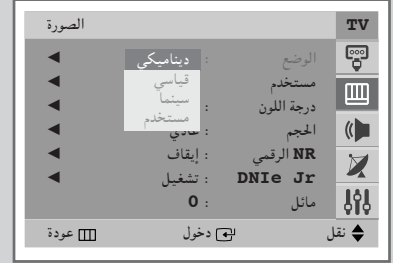 TV الصورة
الوضع : ديناميكي
مستخدم قياسي
درجة اللون : سينما
مستخدم
الحجم : عادي
NR الرقمي : إيقاف
DNIe Jr : تشغيل
مائل : 0
نقل دخول عودة